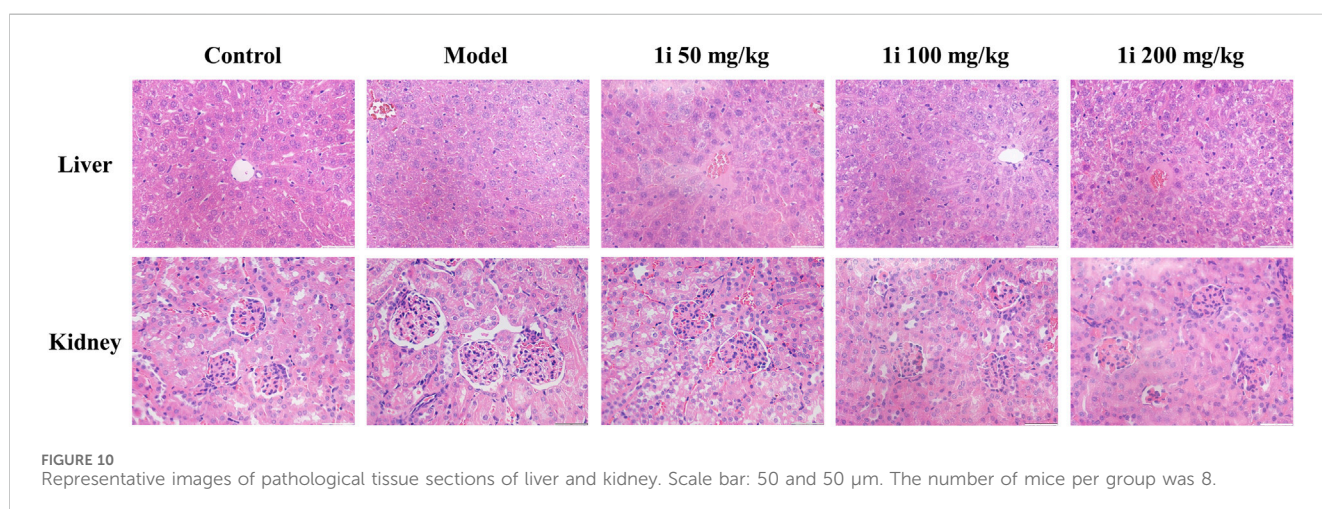 Control Model 1i 50 mg/kg 1i 100 mg/kg 1i 200 mg/kg
Liver
Kidney
FIGURE 10
Representative images of pathological tissue sections of liver and kidney. Scale bar: 50 and 50 μm. The number of mice per group was 8.